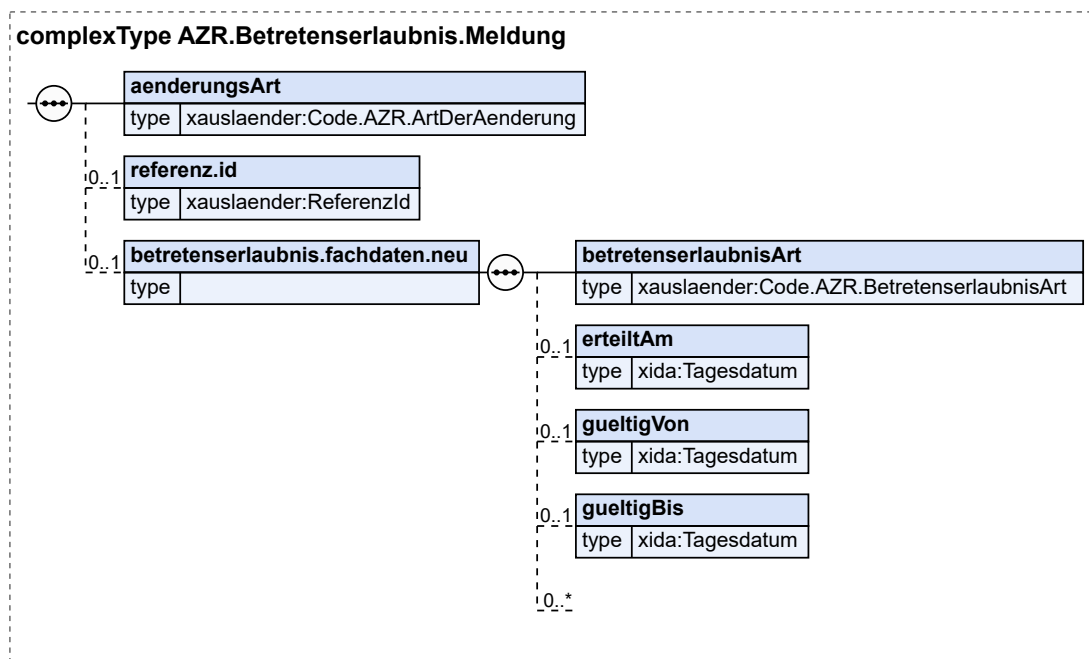 complexType AZR.Betretenserlaubnis.Meldung
aenderungsArt
type xauslaender:Code.AZR.ArtDerAenderung
0..1 referenz.id
type xauslaender:ReferenzId
0..1 betretenserlaubnis.fachdaten.neu
type
betretenserlaubnisArt
type xauslaender:Code.AZR.BetretenserlaubnisArt
0..1 erteiltAm
type xida:Tagesdatum
0..1 gueltigVon
type xida:Tagesdatum
0..1 gueltigBis
type xida:Tagesdatum
0..*